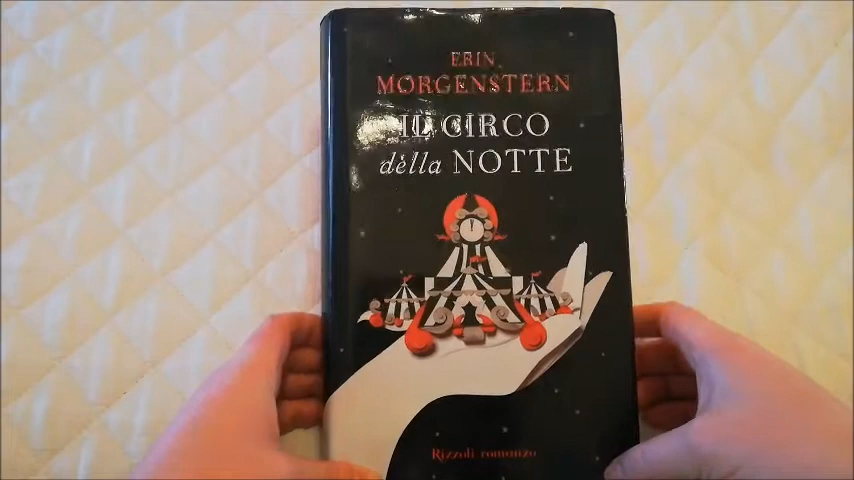 ERIN
MORGENSTERN
IL CIRCO
della NOTTE
Rizzoli romanzo